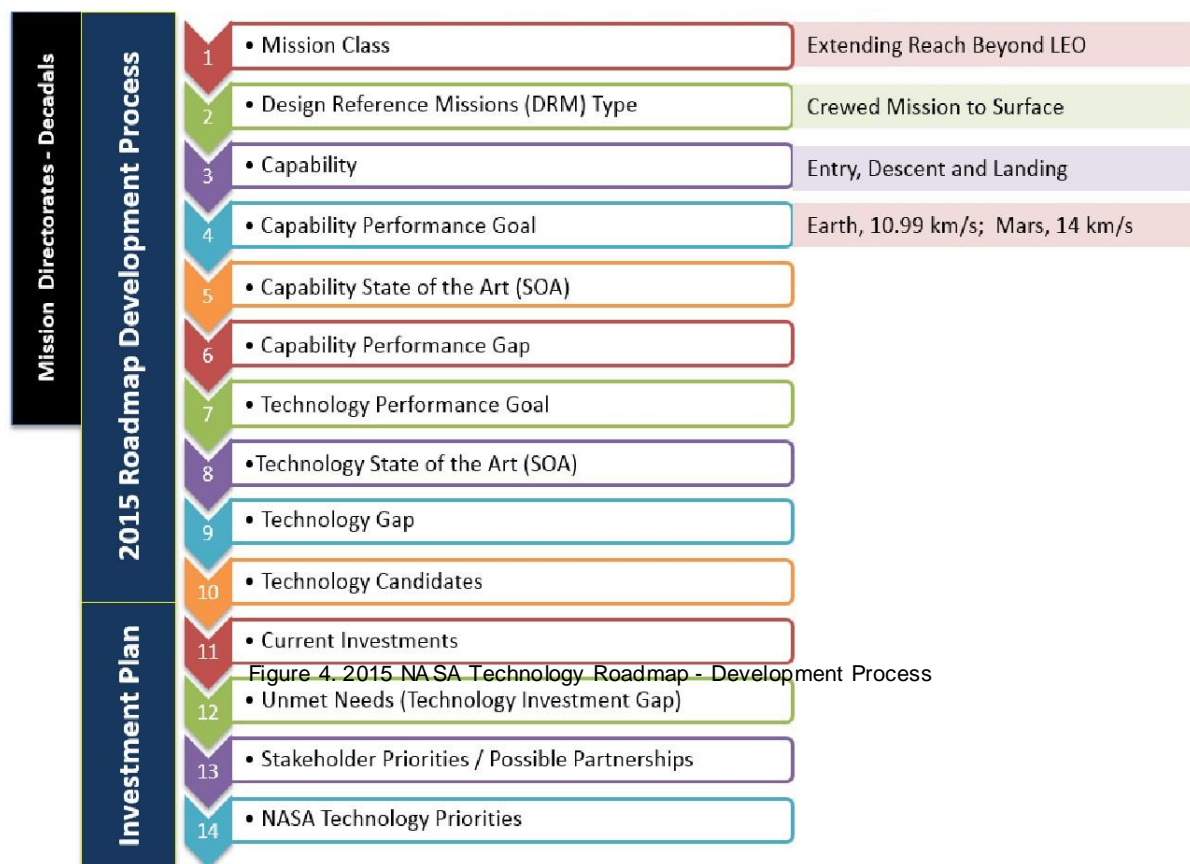 Mission Directorates - Decadals
2015 Roadmap Development Process
Investment Plan
1
• Mission Class
Extending Reach Beyond LEO
2
• Design Reference Missions (DRM) Type
Crewed Mission to Surface
3
• Capability
Entry, Descent and Landing
4
• Capability Performance Goal
Earth, 10.99 km/s; Mars, 14 km/s
5
• Capability State of the Art (SOA)
6
• Capability Performance Gap
7
• Technology Performance Goal
8
•Technology State of the Art (SOA)
9
• Technology Gap
10
• Technology Candidates
11
• Current Investments
Figure 4. 2015 NASA Technology Roadmap - Development Process
12
• Unmet Needs (Technology Investment Gap)
13
• Stakeholder Priorities / Possible Partnerships
14
• NASA Technology Priorities